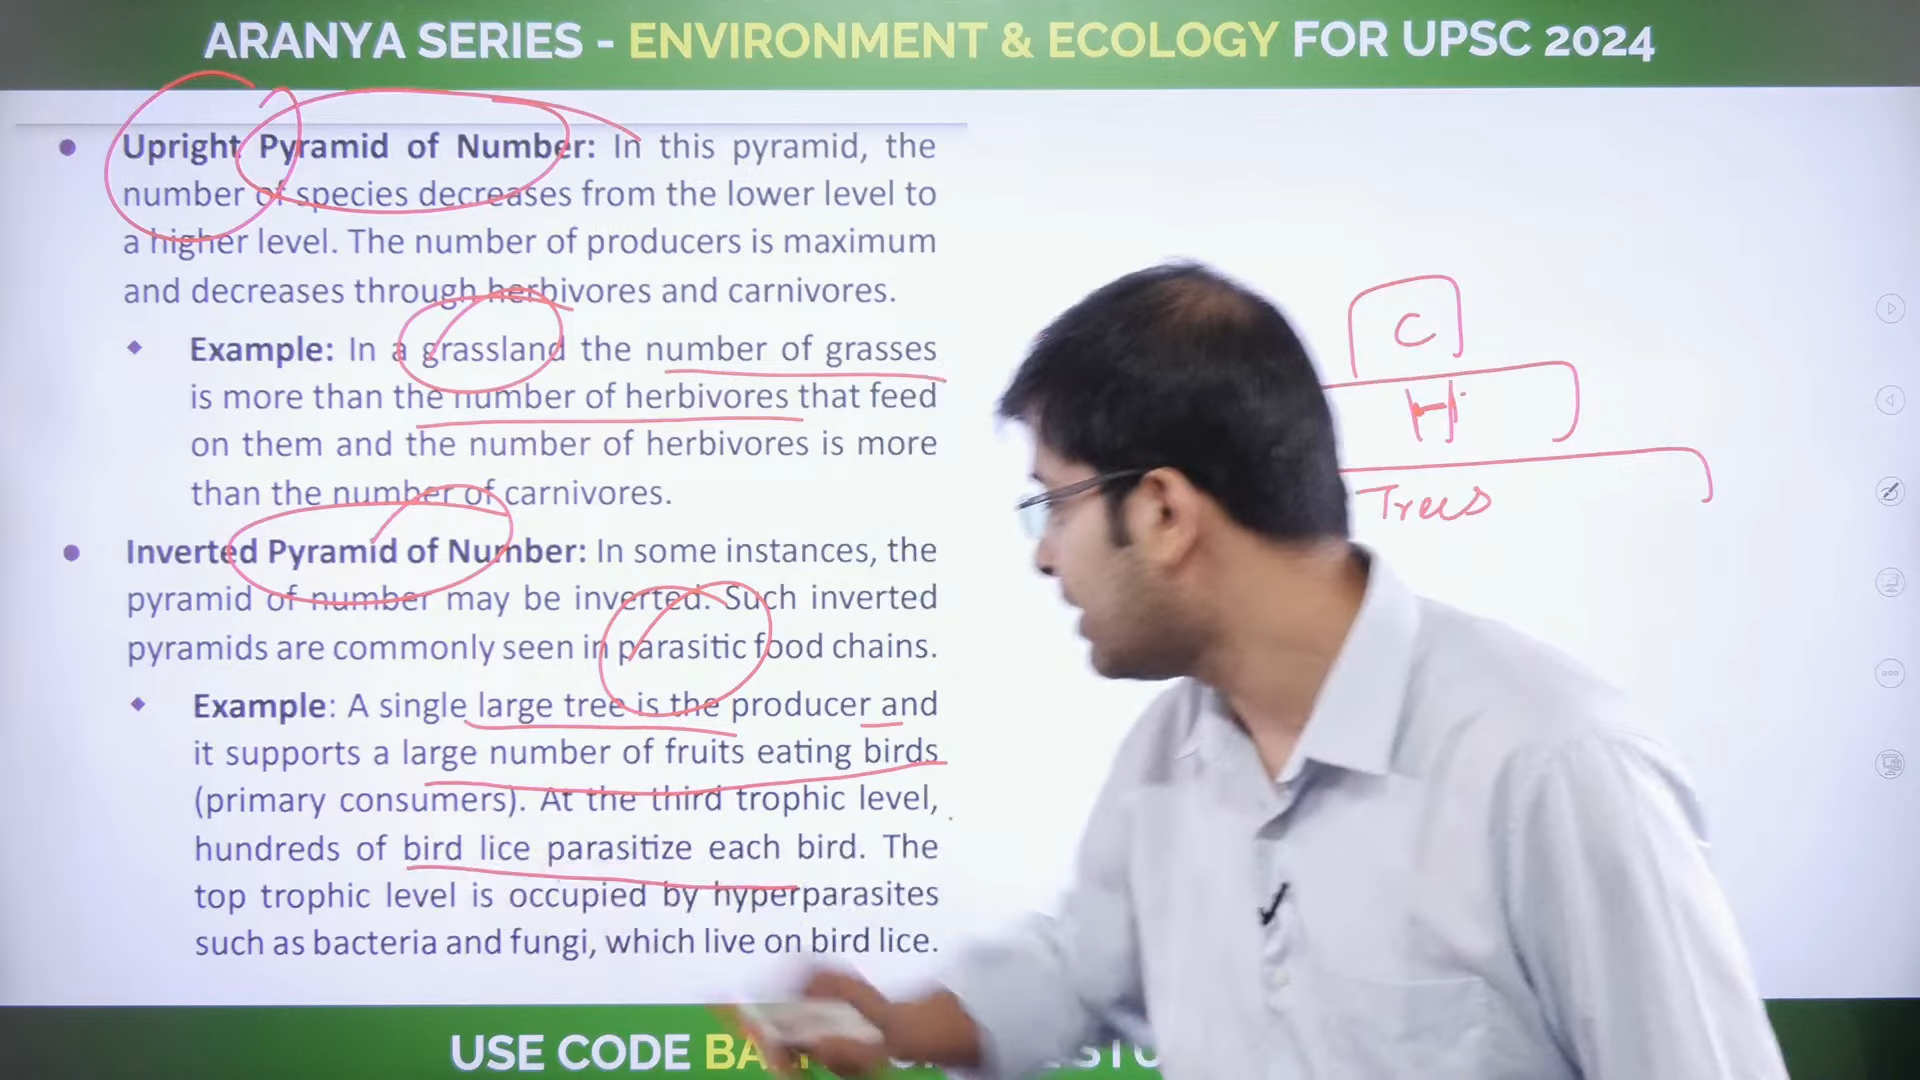 ARANYA SERIES - ENVIRONMENT & ECOLOGY FOR UPSC 2024
Upright Pyramid of Number: In this pyramid, the
number of species decreases from the lower level to
a higher level. The number of producers is maximum
and decreases through herbivores and carnivores.
Example: In a grassland the number of grasses
is more than the number of herbivores that feed
on them and the number of herbivores is more
than the number of carnivores.
Inverted Pyramid of Number: In some instances, the
pyramid of number may be inverted. Such inverted
pyramids are commonly seen in parasitic food chains.
Example: A single large tree is the producer and
it supports a large number of fruits eating birds
(primary consumers). At the third trophic level,
hundreds of bird lice parasitize each bird. The
top trophic level is occupied by hyperparasites
such as bacteria and fungi, which live on bird lice.
C
H
Trees
USE CODE